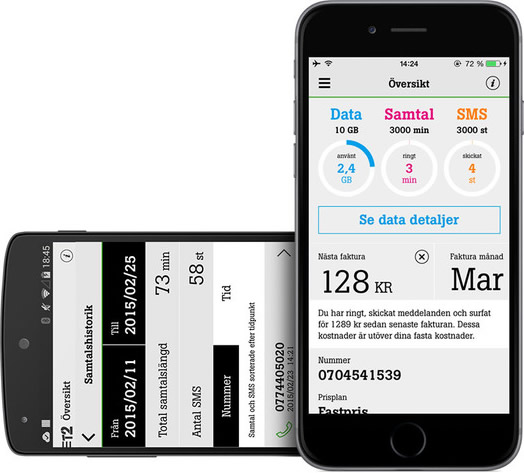 14:24
72 %
Översikt
i
Data
Samtal
SMS
10 GB
3000 min
3000 st
använt
2,4
GB
ringt
3
min
skickat
4
st
Se data detaljer
Nästa faktura
128 KR
Faktura månad
Mar
Du har ringt, skickat meddelanden och surfat
för 1289 kr sedan senaste fakturan. Dessa
kostnader är utöver dina fasta kostnader.
Nummer
0704541539
Prisplan
Fastpris
18:45
Översikt
i
Samtalshistorik
Från
2015/02/11
Till
2015/02/25
Total samtalslängd
73 min
Antal SMS
58 st
Nummer
Tid
Samtal och SMS sorterade efter tidpunkt
0774405020
2015/02/23 14:21